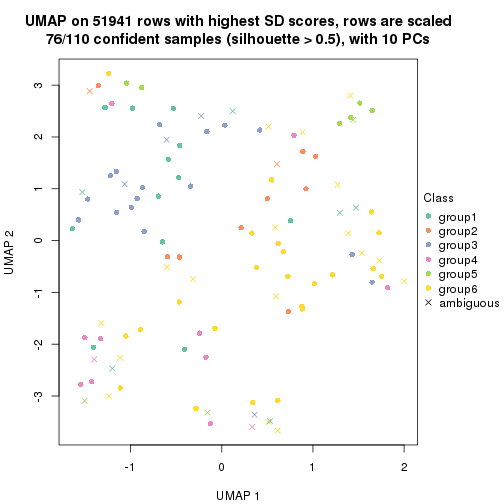 UMAP on 51941 rows with highest SD scores, rows are scaled
76/110 confident samples (silhouette > 0.5), with 10 PCs
3
2
1
0
-1
-2
-3
UMAP 2
-1
0
1
2
UMAP 1
Class
group1
group2
group3
group4
group5
group6
ambiguous